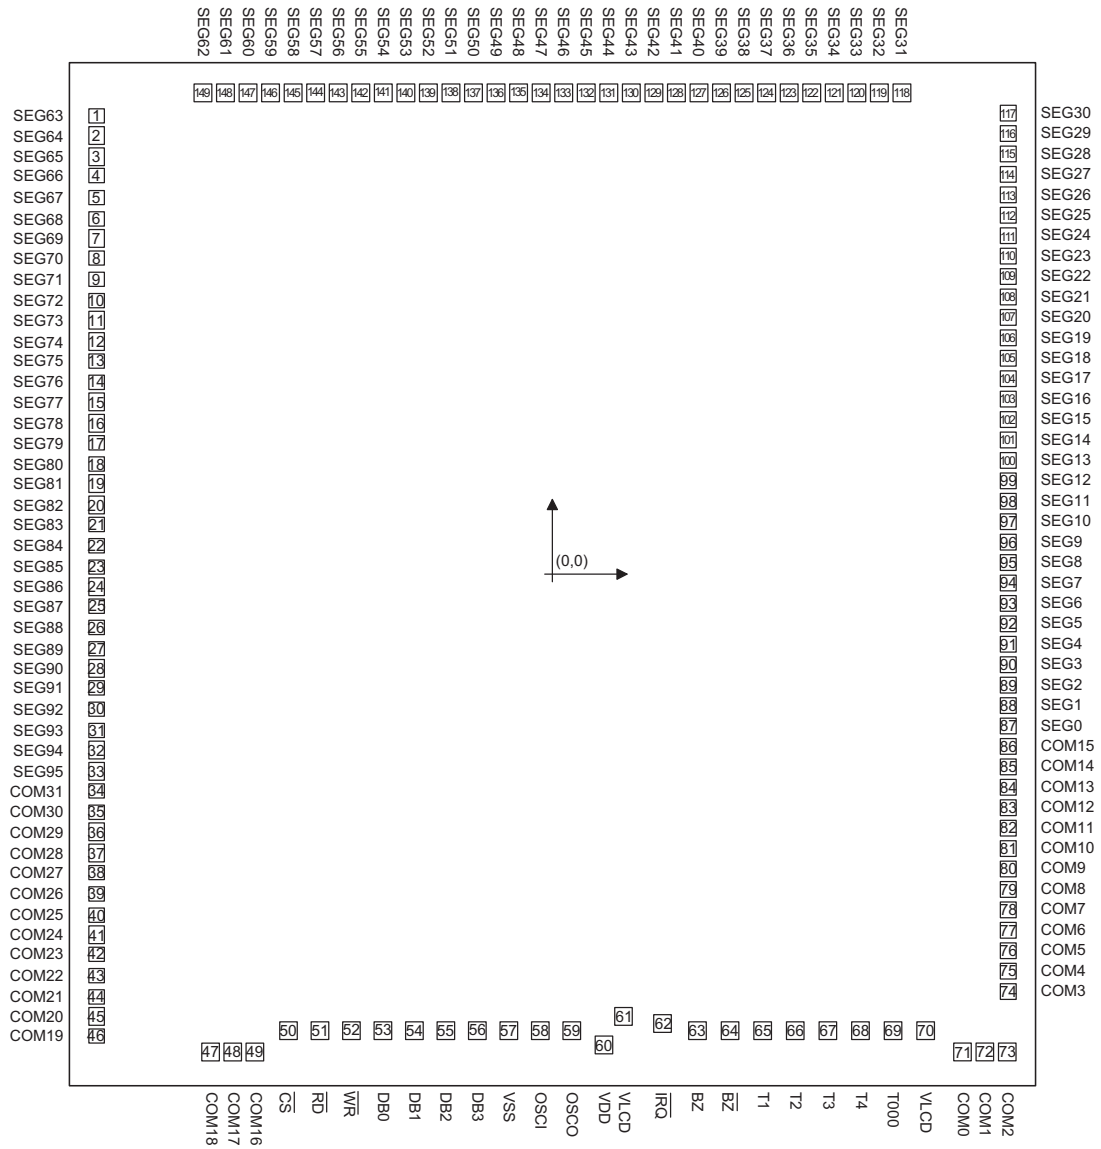 SEG62 SEG61 SEG60 SEG59 SEG58 SEG57 SEG56 SEG55 SEG54 SEG53 SEG52 SEG51 SEG50 SEG49 SEG48 SEG47 SEG46 SEG45 SEG44 SEG43 SEG42 SEG41 SEG40 SEG39 SEG38 SEG37 SEG36 SEG35 SEG34 SEG33 SEG32 SEG31
149 148 147 146 145 144 143 142 141 140 139 138 137 136 135 134 133 132 131 130 129 128 127 126 125 124 123 122 121 120 119 118
SEG63 1 117 SEG30
SEG64 2 116 SEG29
SEG65 3 115 SEG28
SEG66 4 114 SEG27
SEG67 5 113 SEG26
SEG68 6 112 SEG25
SEG69 7 111 SEG24
SEG70 8 110 SEG23
SEG71 9 109 SEG22
SEG72 10 108 SEG21
SEG73 11 107 SEG20
SEG74 12 106 SEG19
SEG75 13 105 SEG18
SEG76 14 104 SEG17
SEG77 15 103 SEG16
SEG78 16 102 SEG15
SEG79 17 101 SEG14
SEG80 18 100 SEG13
SEG81 19 99 SEG12
SEG82 20 98 SEG11
SEG83 21 97 SEG10
SEG84 22 96 SEG9
(0,0)
SEG85 23 95 SEG8
SEG86 24 94 SEG7
SEG87 25 93 SEG6
SEG88 26 92 SEG5
SEG89 27 91 SEG4
SEG90 28 90 SEG3
SEG91 29 89 SEG2
SEG92 30 88 SEG1
SEG93 31 87 SEG0
SEG94 32 86 COM15
SEG95 33 85 COM14
COM31 34 84 COM13
COM30 35 83 COM12
COM29 36 82 COM11
COM28 37 81 COM10
COM27 38 80 COM9
COM26 39 79 COM8
COM25 40 78 COM7
COM24 41 77 COM6
COM23 42 76 COM5
COM22 43 75 COM4
COM21 44 74 COM3
COM20 45
COM19 46
47 48 49 50 51 52 53 54 55 56 57 58 59 60 61 62 63 64 65 66 67 68 69 70 71 72 73
COM18 COM17 COM16 C̅S̅ R̅D̅ W̅R̅ DB0 DB1 DB2 DB3 VSS OSCI OSCO VDD VLCD I̅R̅Q̅ BZ B̅Z̅ T1 T2 T3 T4 T000 VLCD COM0 COM1 COM2